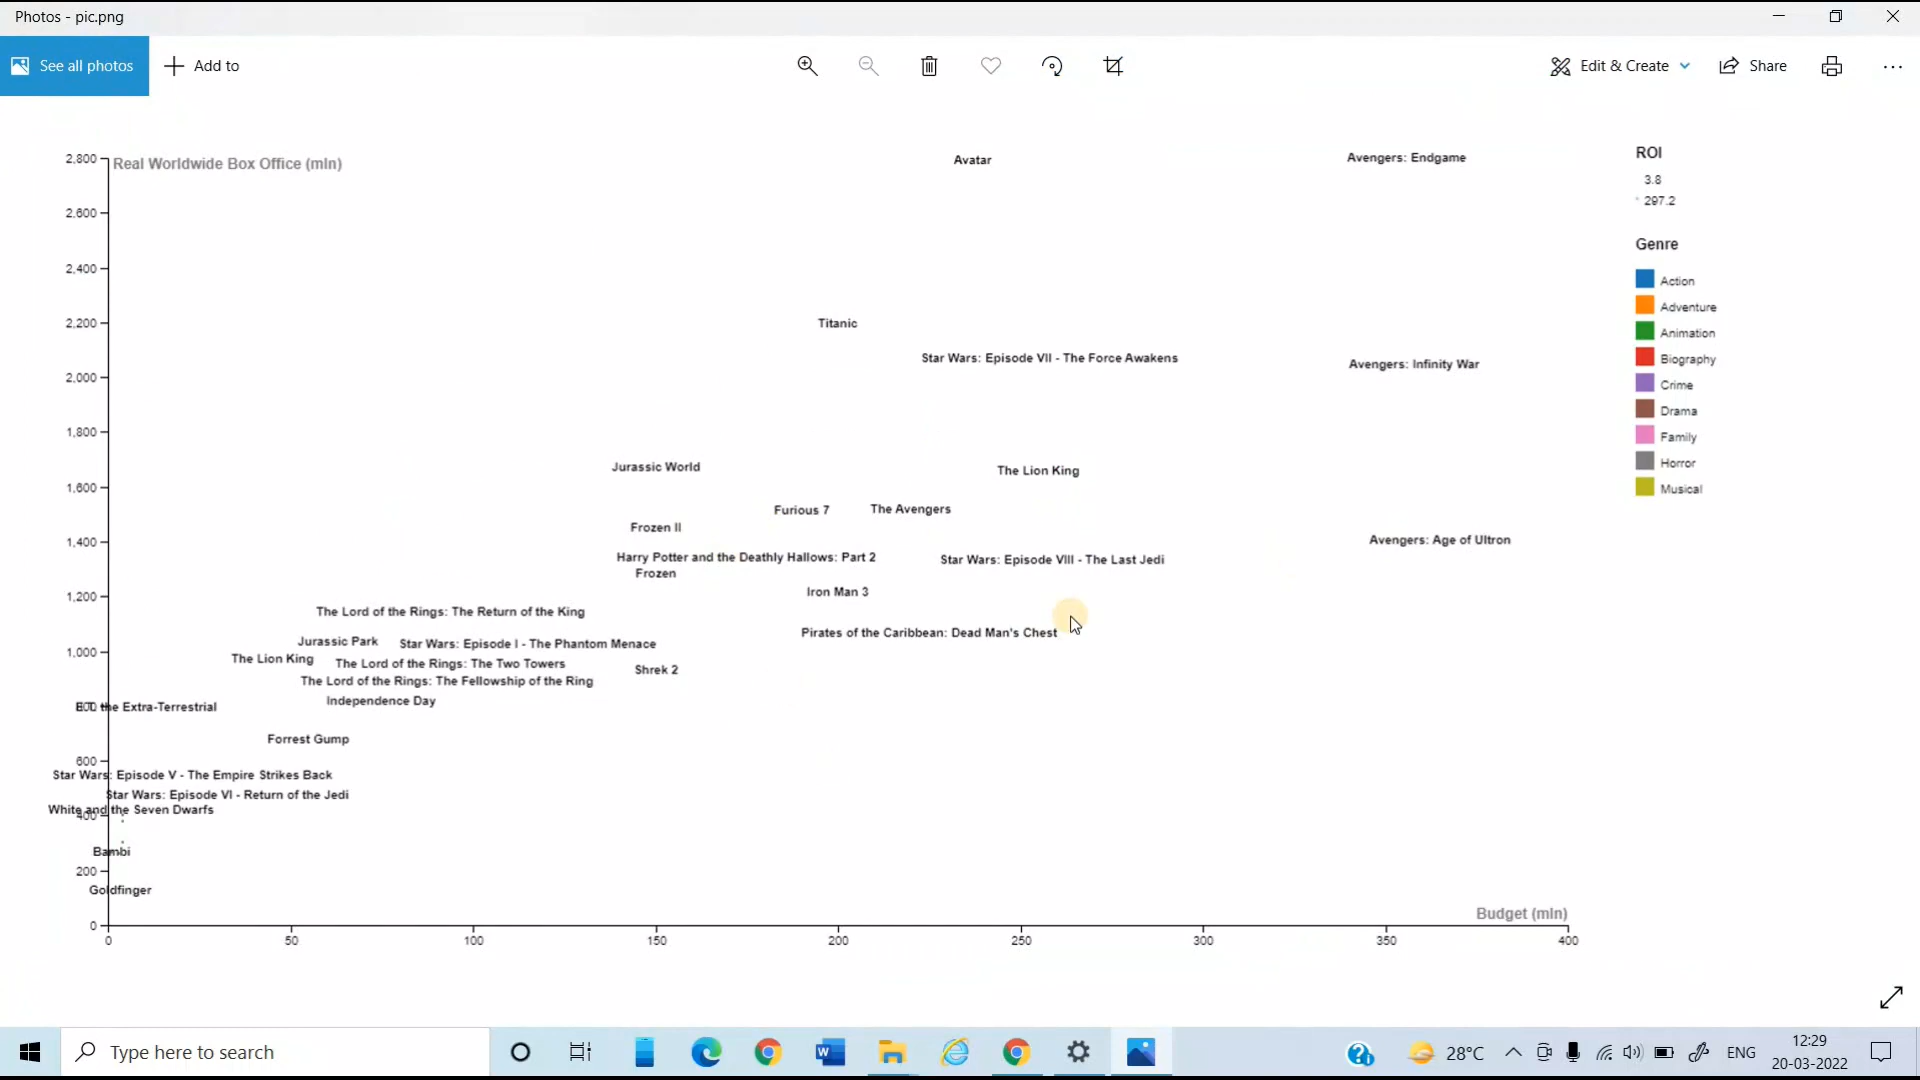 Photos - pic.png
See all photos
Add to
Edit & Create
Share
Real Worldwide Box Office (mln)
2,800
2,600
2,400
2,200
2,000
1,800
1,600
1,400
1,200
1,000
800
600
400
200
0
Avatar
Avengers: Endgame
Titanic
Star Wars: Episode VII - The Force Awakens
Avengers: Infinity War
Jurassic World
The Lion King
Furious 7
The Avengers
Frozen II
Avengers: Age of Ultron
Harry Potter and the Deathly Hallows: Part 2
Star Wars: Episode VIII - The Last Jedi
Frozen
Iron Man 3
The Lord of the Rings: The Return of the King
Pirates of the Caribbean: Dead Man's Chest
Jurassic Park
Star Wars: Episode I - The Phantom Menace
The Lion King
The Lord of the Rings: The Two Towers
Shrek 2
The Lord of the Rings: The Fellowship of the Ring
Independence Day
E.T. the Extra-Terrestrial
Forrest Gump
Star Wars: Episode V - The Empire Strikes Back
Star Wars: Episode VI - Return of the Jedi
White and the Seven Dwarfs
Bambi
Goldfinger
Budget (mln)
0
50
100
150
200
250
300
350
400
ROI
3.8
297.2
Genre
Action
Adventure
Animation
Biography
Crime
Drama
Family
Horror
Musical
Type here to search
28°C
ENG
12:29
20-03-2022